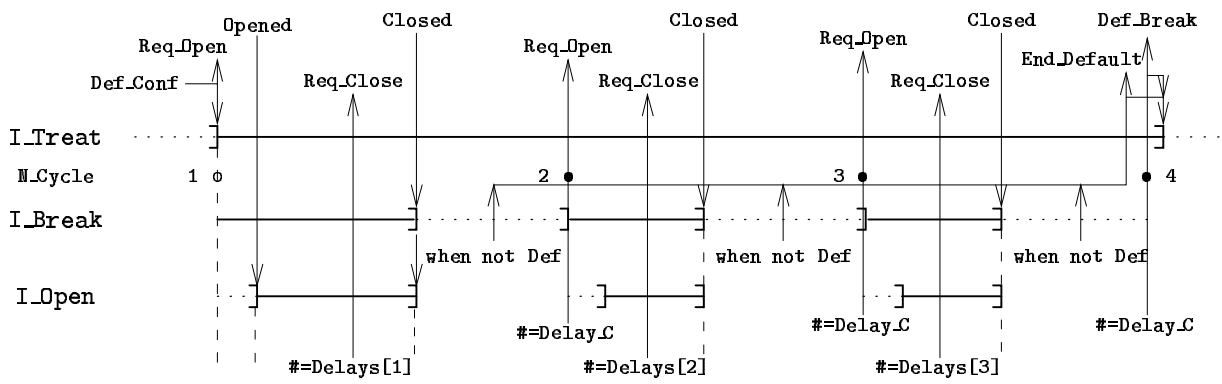 Opened Closed Closed Closed Def_Break
Req_Open Req_Open Req_Open End_Default
Def_Conf Req_Close Req_Close Req_Close
I_Treat
N_Cycle 1 2 3 4
I_Break
when not Def when not Def when not Def
I_Open
#=Delay_C #=Delay_C #=Delay_C
#=Delays[1] #=Delays[2] #=Delays[3]